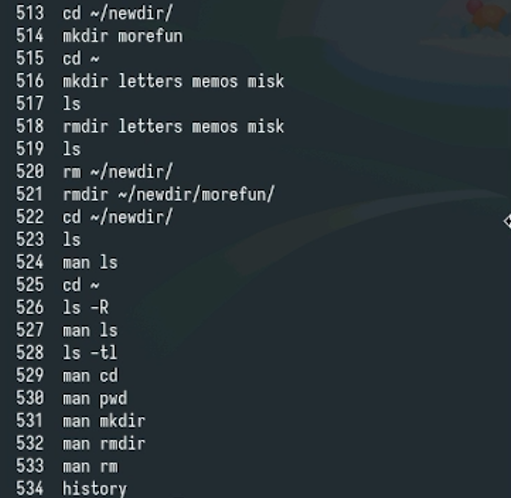 513 cd ~/newdir/
514 mkdir morefun
515 cd ~
516 mkdir letters memos misk
517 ls
518 rmdir letters memos misk
519 ls
520 rm ~/newdir/
521 rmdir ~/newdir/morefun/
522 cd ~/newdir/
523 ls
524 man ls
525 cd ~
526 ls -R
527 man ls
528 ls -tl
529 man cd
530 man pwd
531 man mkdir
532 man rmdir
533 man rm
534 history